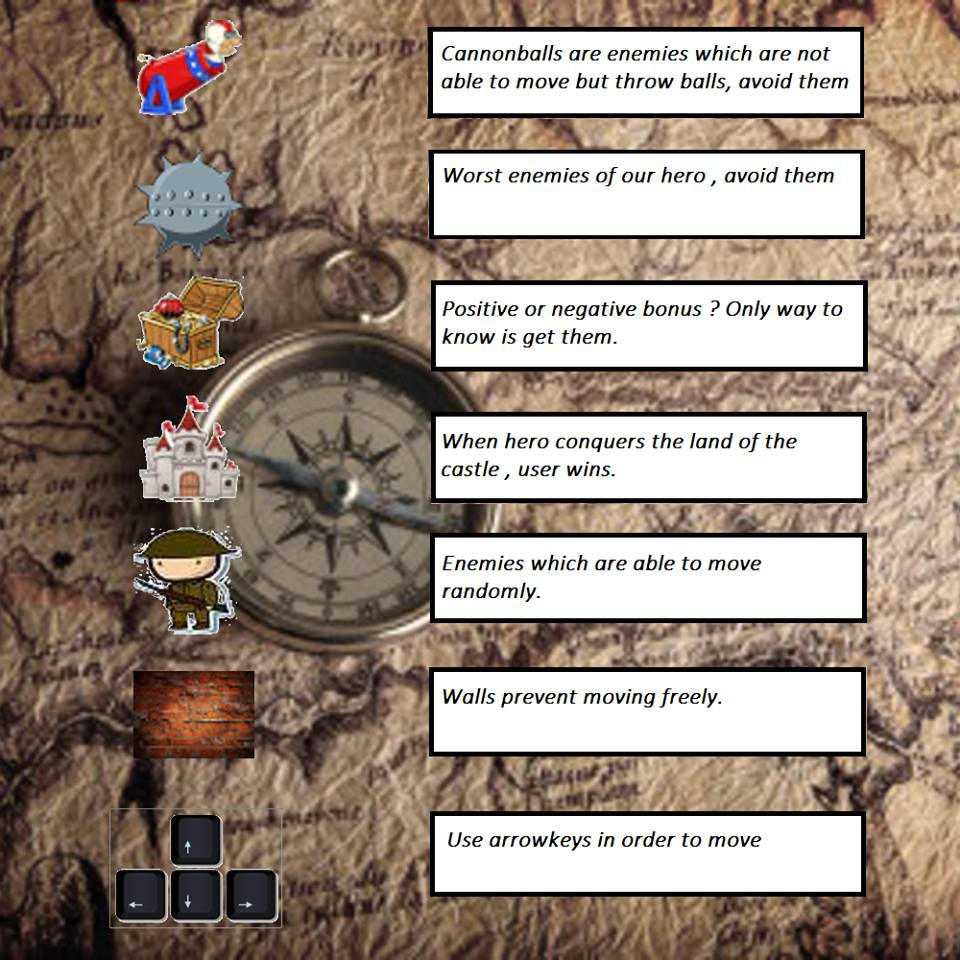 Cannonballs are enemies which are not
able to move but throw balls, avoid them
Worst enemies of our hero , avoid them
Positive or negative bonus ? Only way to
know is get them.
When hero conquers the land of the
castle , user wins.
Enemies which are able to move
randomly.
Walls prevent moving freely.
Use arrowkeys in order to move
↑
← ↓ →